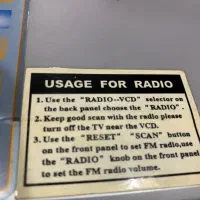 USAGE FOR RADIO
1. Use the "RADIO--VCD" selector on
the back panel choose the "RADIO".
2. Keep good scan with the radio please
turn off the TV near the VCD.
3. Use the "RESET" "SCAN" button
on the front panel to set FM radio,use
the "RADIO" knob on the front panel
to set the FM radio volume.